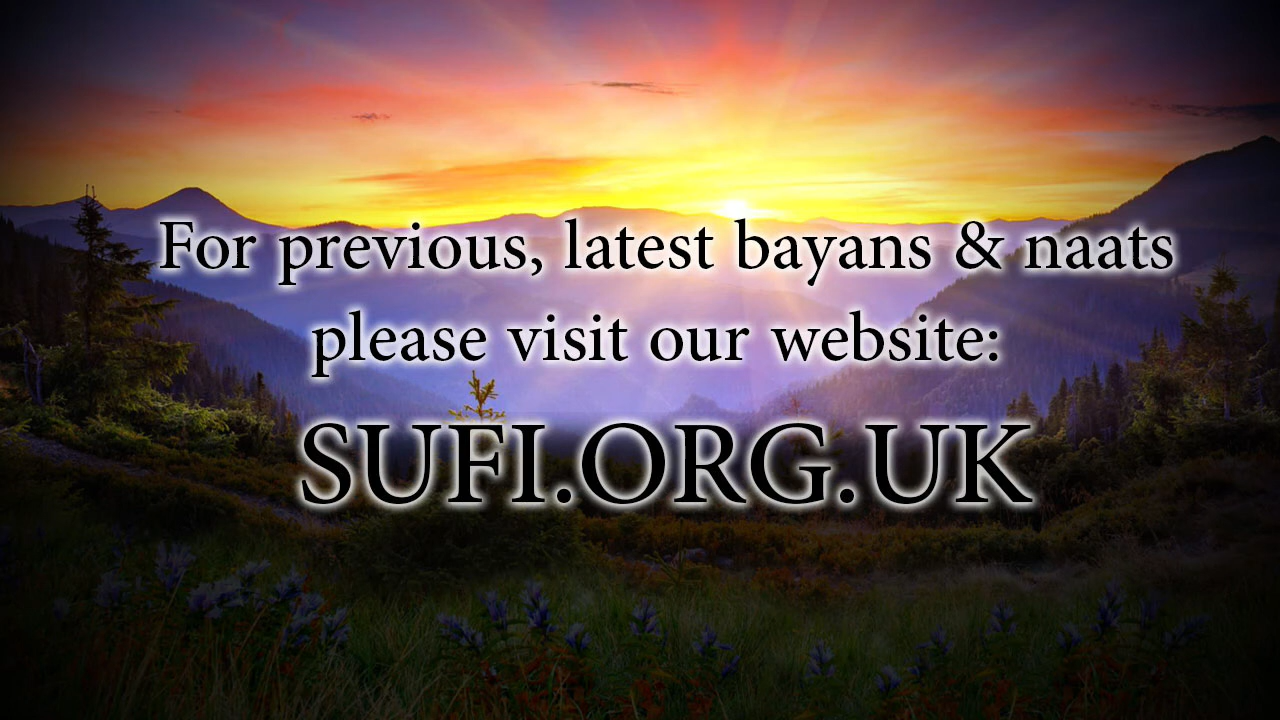 For previous, latest bayans & naats
please visit our website:
SUFI.ORG.UK